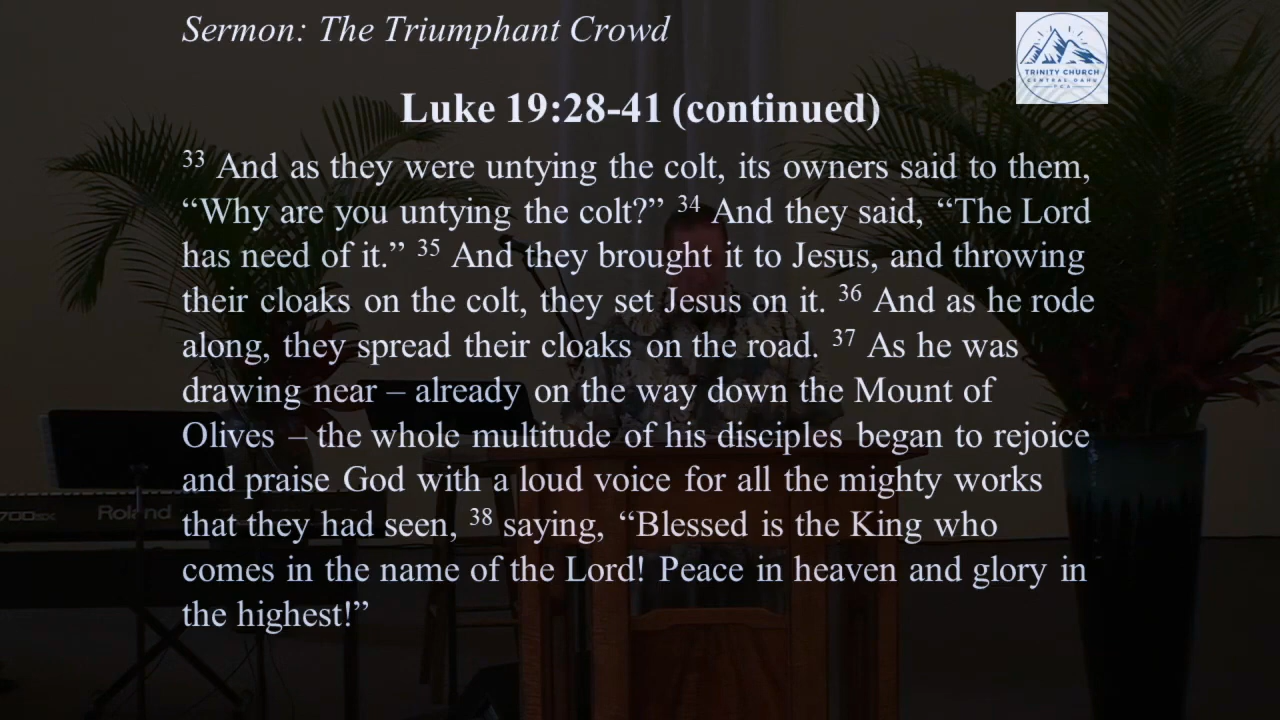 Sermon: The Triumphant Crowd
TRINITY CHURCH
CENTRAL OAHU
PCA
Luke 19:28-41 (continued)
33 And as they were untying the colt, its owners said to them,
“Why are you untying the colt?” 34 And they said, “The Lord
has need of it.” 35 And they brought it to Jesus, and throwing
their cloaks on the colt, they set Jesus on it. 36 And as he rode
along, they spread their cloaks on the road. 37 As he was
drawing near – already on the way down the Mount of
Olives – the whole multitude of his disciples began to rejoice
and praise God with a loud voice for all the mighty works
that they had seen, 38 saying, “Blessed is the King who
comes in the name of the Lord! Peace in heaven and glory in
the highest!”
Roland